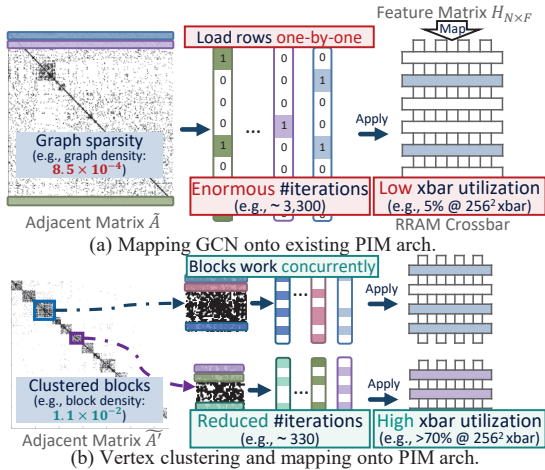 Feature Matrix H_{N×F}
Map
Load rows one-by-one
1 0 0
0 0 1
0 0 0
0 1 0
1 0 1
0 0 0
...
Apply
Graph sparsity
(e.g., graph density:
8.5 × 10⁻⁴)
Enormous #iterations
(e.g., ~ 3,300)
Low xbar utilization
(e.g., 5% @ 256² xbar)
Adjacent Matrix Ã
RRAM Crossbar
(a) Mapping GCN onto existing PIM arch.
Blocks work concurrently
Apply
...
Clustered blocks
(e.g., block density:
1.1 × 10⁻²)
Apply
...
Reduced #iterations
(e.g., ~ 330)
High xbar utilization
(e.g., >70% @ 256² xbar)
Adjacent Matrix Ã′
(b) Vertex clustering and mapping onto PIM arch.